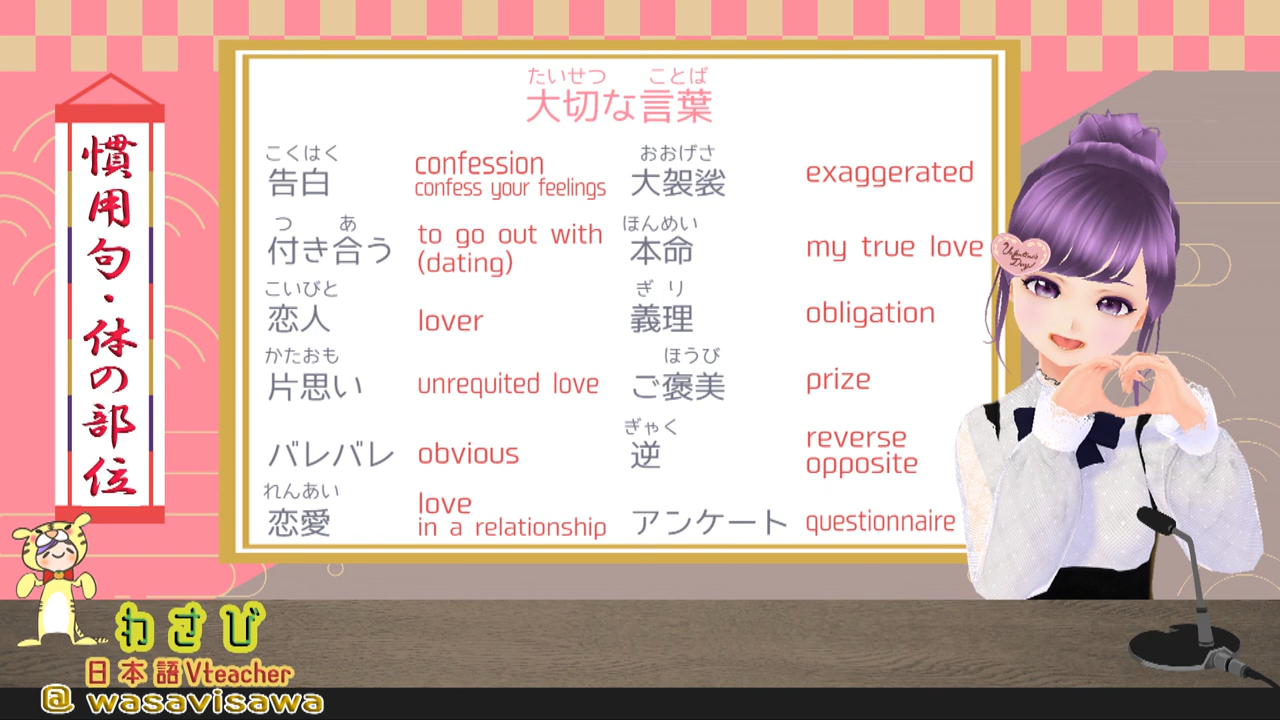 慣用句・体の部位
たいせつ ことば
大切な言葉
こくはく
告白
confession
confess your feelings
つ あ
付き合う
to go out with
(dating)
こいびと
恋人
lover
かたおも
片思い
unrequited love
バレバレ
obvious
れんあい
恋愛
love
in a relationship
おおげさ
大袈裟
exaggerated
ほんめい
本命
my true love
ぎり
義理
obligation
ほうび
ご褒美
prize
ぎゃく
逆
reverse
opposite
アンケート
questionnaire
Valentine's
Day
わさび
日本語Vteacher
@wasavisawa